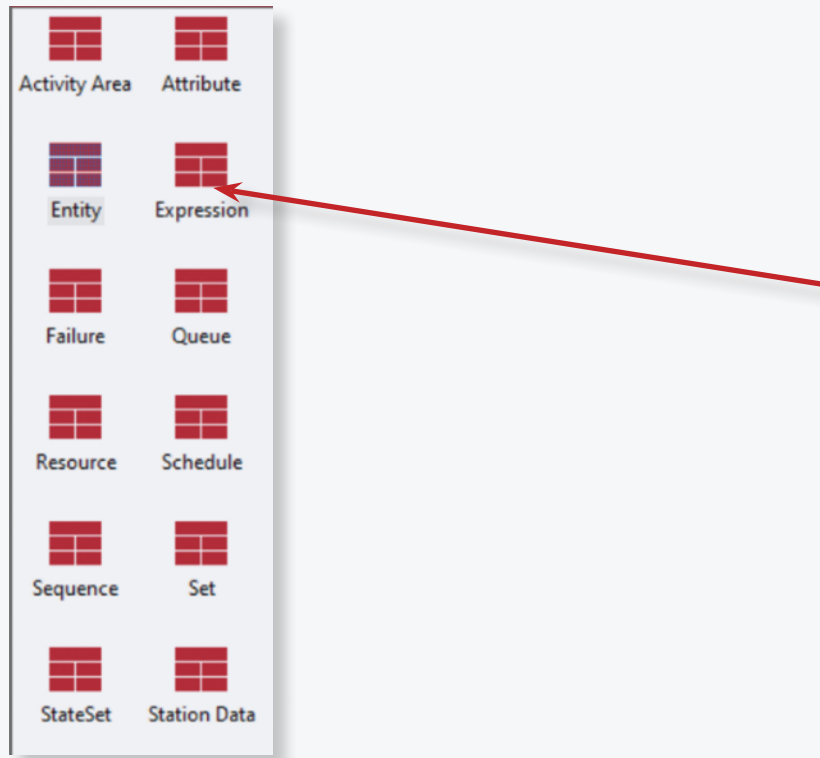 Activity Area Attribute
Entity Expression
Failure Queue
Resource Schedule
Sequence Set
StateSet Station Data